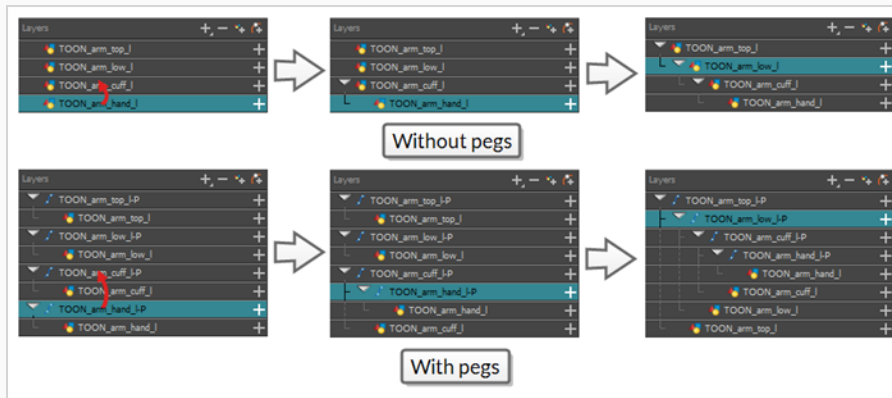 Layers
TOON_arm_top_l
TOON_arm_low_l
TOON_arm_cuff_l
TOON_arm_hand_l
Layers
TOON_arm_top_l
TOON_arm_low_l
TOON_arm_cuff_l
TOON_arm_hand_l
Layers
TOON_arm_top_l
TOON_arm_low_l
TOON_arm_cuff_l
TOON_arm_hand_l
Without pegs
Layers
TOON_arm_top_l-P
TOON_arm_top_l
TOON_arm_low_l-P
TOON_arm_low_l
TOON_arm_cuff_l-P
TOON_arm_cuff_l
TOON_arm_hand_l-P
TOON_arm_hand_l
Layers
TOON_arm_top_l-P
TOON_arm_top_l
TOON_arm_low_l-P
TOON_arm_low_l
TOON_arm_cuff_l-P
TOON_arm_hand_l-P
TOON_arm_hand_l
TOON_arm_cuff_l
Layers
TOON_arm_top_l-P
TOON_arm_low_l-P
TOON_arm_cuff_l-P
TOON_arm_hand_l-P
TOON_arm_hand_l
TOON_arm_cuff_l
TOON_arm_low_l
TOON_arm_top_l
With pegs